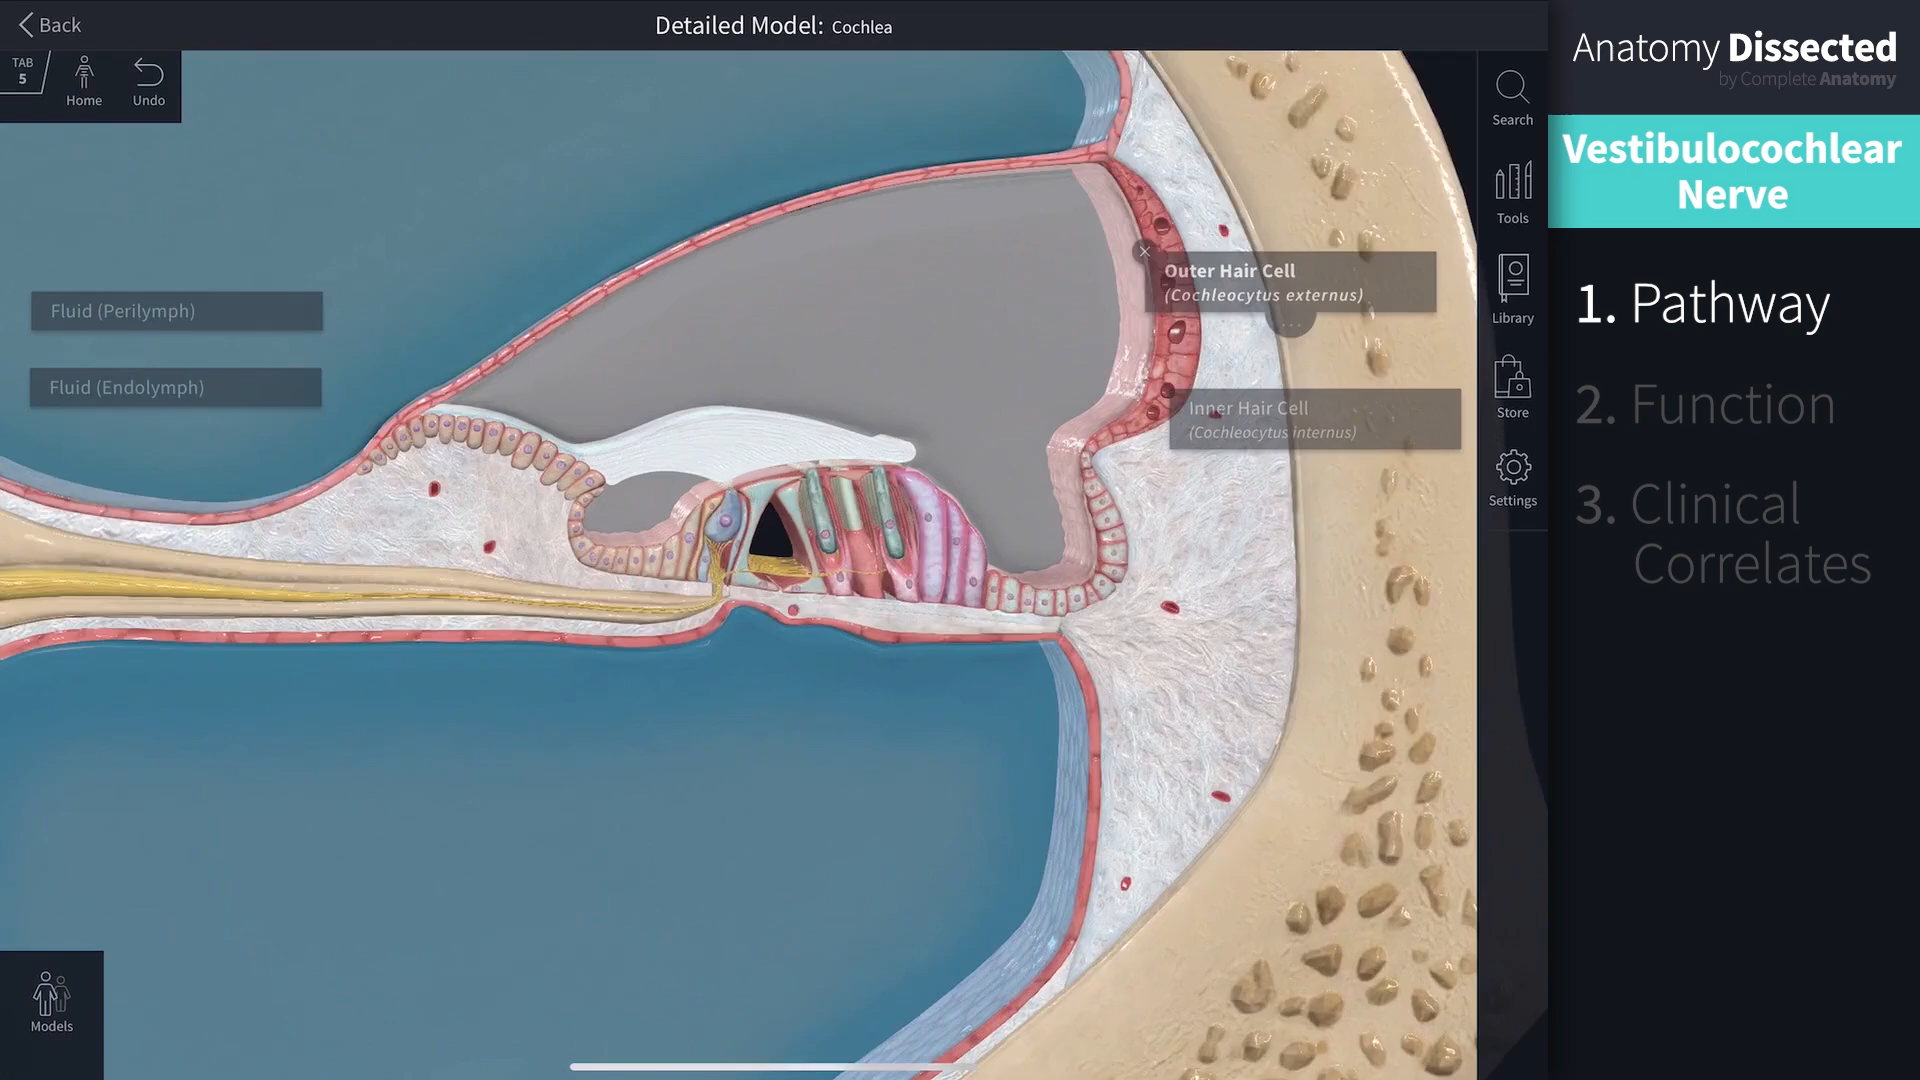 Back
Detailed Model: Cochlea
TAB
5
Home
Undo
Fluid (Perilymph)
Fluid (Endolymph)
Outer Hair Cell
(Cochleocytus externus)
Inner Hair Cell
(Cochleocytus internus)
Models
Search
Tools
Library
Store
Settings
Anatomy Dissected
by Complete Anatomy
Vestibulocochlear
Nerve
1. Pathway
2. Function
3. Clinical
Correlates